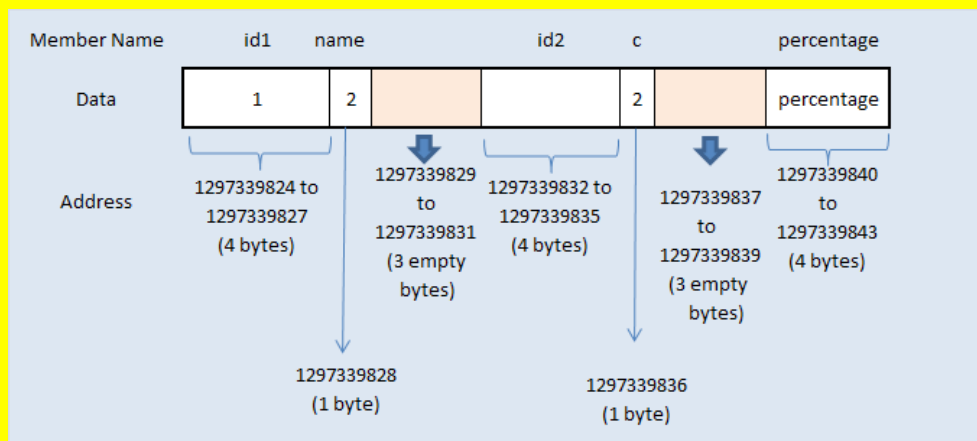 Member Name id1 name id2 c percentage
Data 1 2 2 percentage
Address
1297339824 to
1297339827
(4 bytes)
1297339829
to
1297339831
(3 empty
bytes)
1297339832 to
1297339835
(4 bytes)
1297339837
to
1297339839
(3 empty
bytes)
1297339840
to
1297339843
(4 bytes)
1297339828
(1 byte)
1297339836
(1 byte)